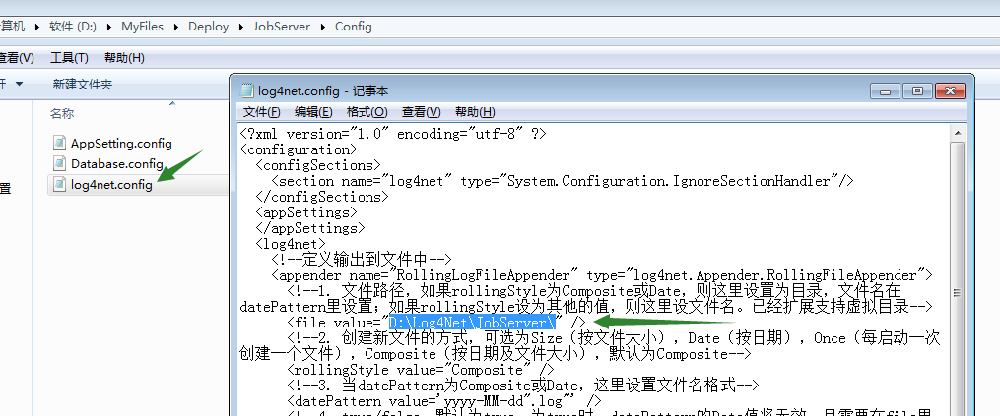 计算机 ▸ 软件 (D:) ▸ MyFiles ▸ Deploy ▸ JobServer ▸ Config
查看(V) 工具(T) 帮助(H)
新建文件夹
名称
AppSetting.config
Database.config
log4net.config
置
log4net.config - 记事本
文件(F) 编辑(E) 格式(O) 查看(V) 帮助(H)
<?xml version="1.0" encoding="utf-8" ?>
<configuration>
<configSections>
<section name="log4net" type="System.Configuration.IgnoreSectionHandler"/>
</configSections>
<appSettings>
</appSettings>
<log4net>
<!--定义输出到文件中-->
<appender name="RollingLogFileAppender" type="log4net.Appender.RollingFileAppender">
<!--1. 文件路径，如果rollingStyle为Composite或Date，则这里设置为目录，文件名在
datePattern里设置；如果rollingStyle设为其他的值，则这里设文件名。已经扩展支持虚拟目录-->
<file value="D:\Log4Net\JobServer\" />
<!--2. 创建新文件的方式，可选为Size（按文件大小），Date（按日期），Once（每启动一次
创建一个文件），Composite（按日期及文件大小），默认为Composite-->
<rollingStyle value="Composite" />
<!--3. 当datePattern为Composite或Date，这里设置文件名格式-->
<datePattern value='yyyy-MM-dd".log"' />